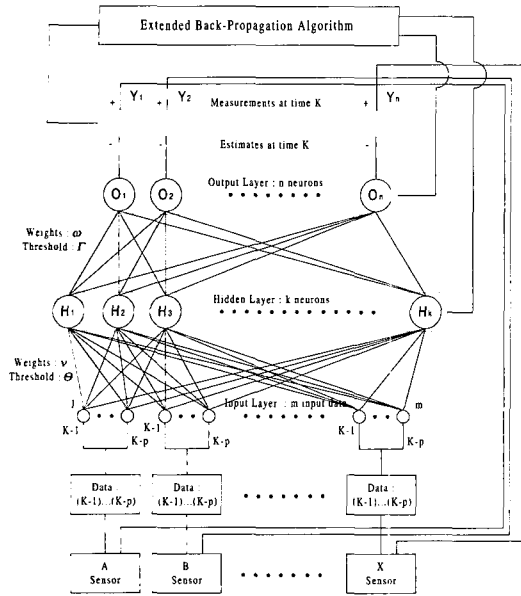 Extended Back-Propagation Algorithm
+ Y1 + Y2 Measurements at time K + Yn
- - Estimates at time K -
O1 O2 Output Layer : n neurons On
Weights : ω
Threshold : Γ
H1 H2 H3 Hidden Layer : k neurons Hk
Weights : ν
Threshold : Θ
Input Layer : m input data m
K-1 K-p K-1 K-p K-1 K-p
Data : Data : Data :
(K-1)...(K-p) (K-1)...(K-p) (K-1)...(K-p)
A B X
Sensor Sensor Sensor